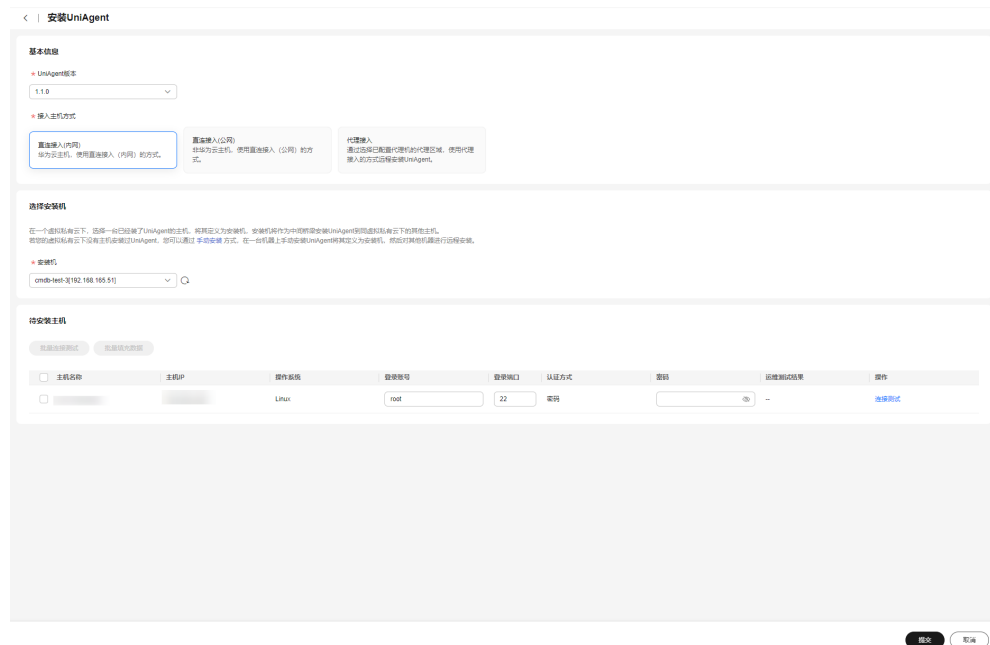 安装UniAgent
基本信息
* UniAgent版本
1.1.0
* 接入主机方式
直连接入(内网)
华为云主机，使用直连接入（内网）的方式。
直连接入(公网)
非华为云主机，使用直连接入（公网）的方
式。
代理接入
通过选择已配置代理机的代理区域，使用代理
接入的方式远程安装UniAgent。
选择安装机
在一个虚拟私有云下，选择一台已经装了UniAgent的主机，将其定义为安装机，安装机将作为中间桥梁安装UniAgent到同虚拟私有云下的其他主机。
若您的虚拟私有云下没有主机安装过UniAgent，您可以通过 手动安装 方式，在一台机器上手动安装UniAgent将其定义为安装机，然后对其他机器进行远程安装。
* 安装机
cmdb-test-3[192.168.165.51]
待安装主机
批量连接测试 批量填充数据
主机名称 主机IP 操作系统 登录账号 登录端口 认证方式 密码 运维测试结果 操作
Linux root 22 密码 -- 连接测试
提交 取消